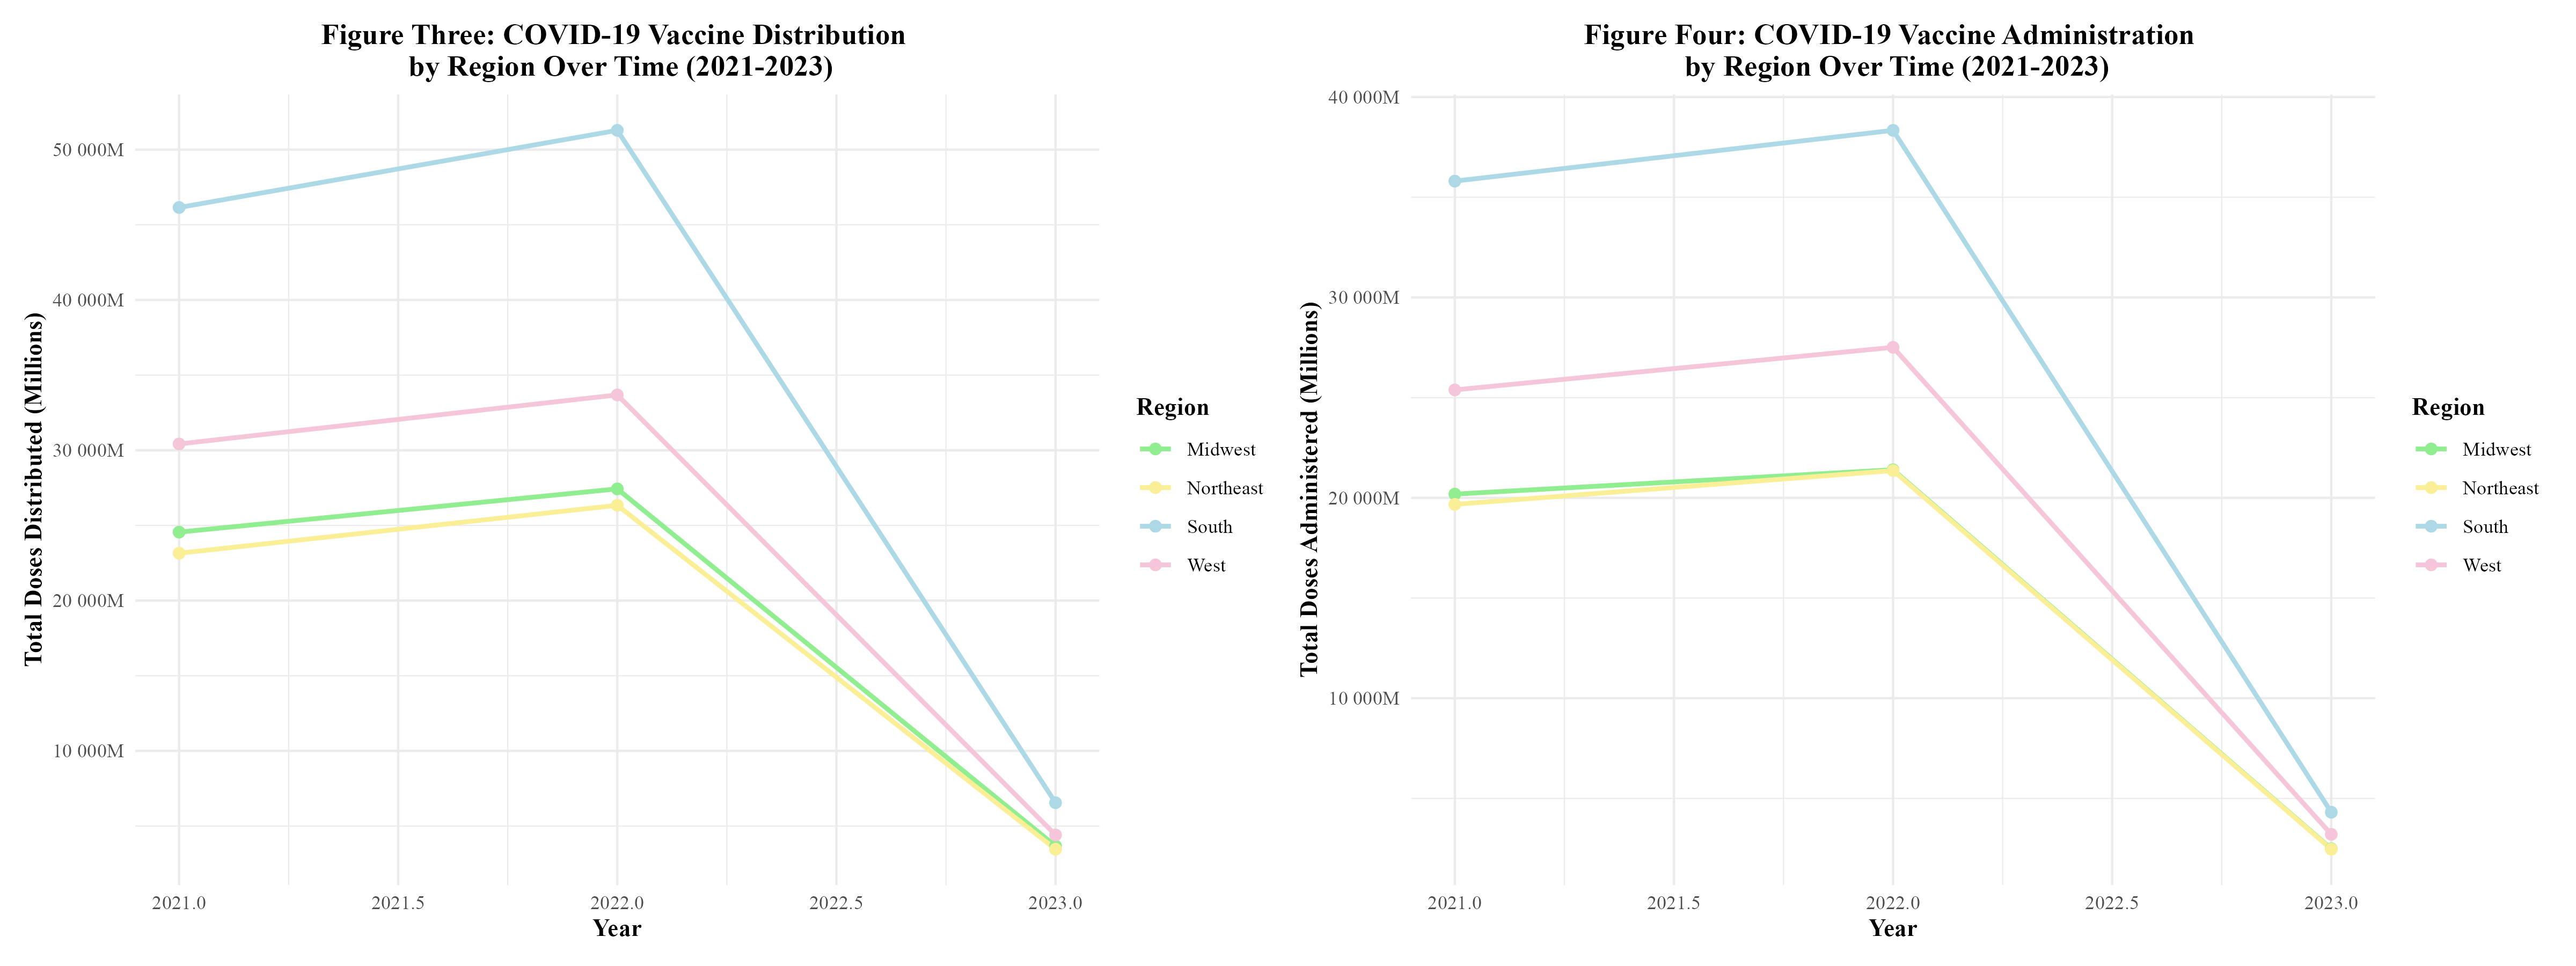 Figure Three: COVID-19 Vaccine Distribution
by Region Over Time (2021-2023)
Total Doses Distributed (Millions)
50 000M
40 000M
30 000M
20 000M
10 000M
2021.0
2021.5
2022.0
2022.5
2023.0
Year
Region
Midwest
Northeast
South
West
Figure Four: COVID-19 Vaccine Administration
by Region Over Time (2021-2023)
Total Doses Administered (Millions)
40 000M
30 000M
20 000M
10 000M
2021.0
2021.5
2022.0
2022.5
2023.0
Year
Region
Midwest
Northeast
South
West